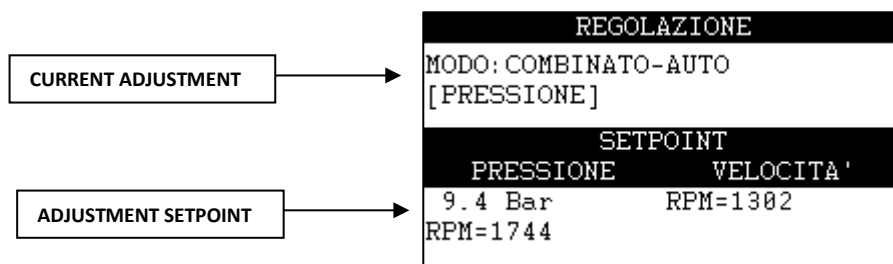 REGOLAZIONE
CURRENT ADJUSTMENT
MODO:COMBINATO-AUTO
[PRESSIONE]
SETPOINT
PRESSIONE VELOCITA'
ADJUSTMENT SETPOINT
9.4 Bar RPM=1302
RPM=1744